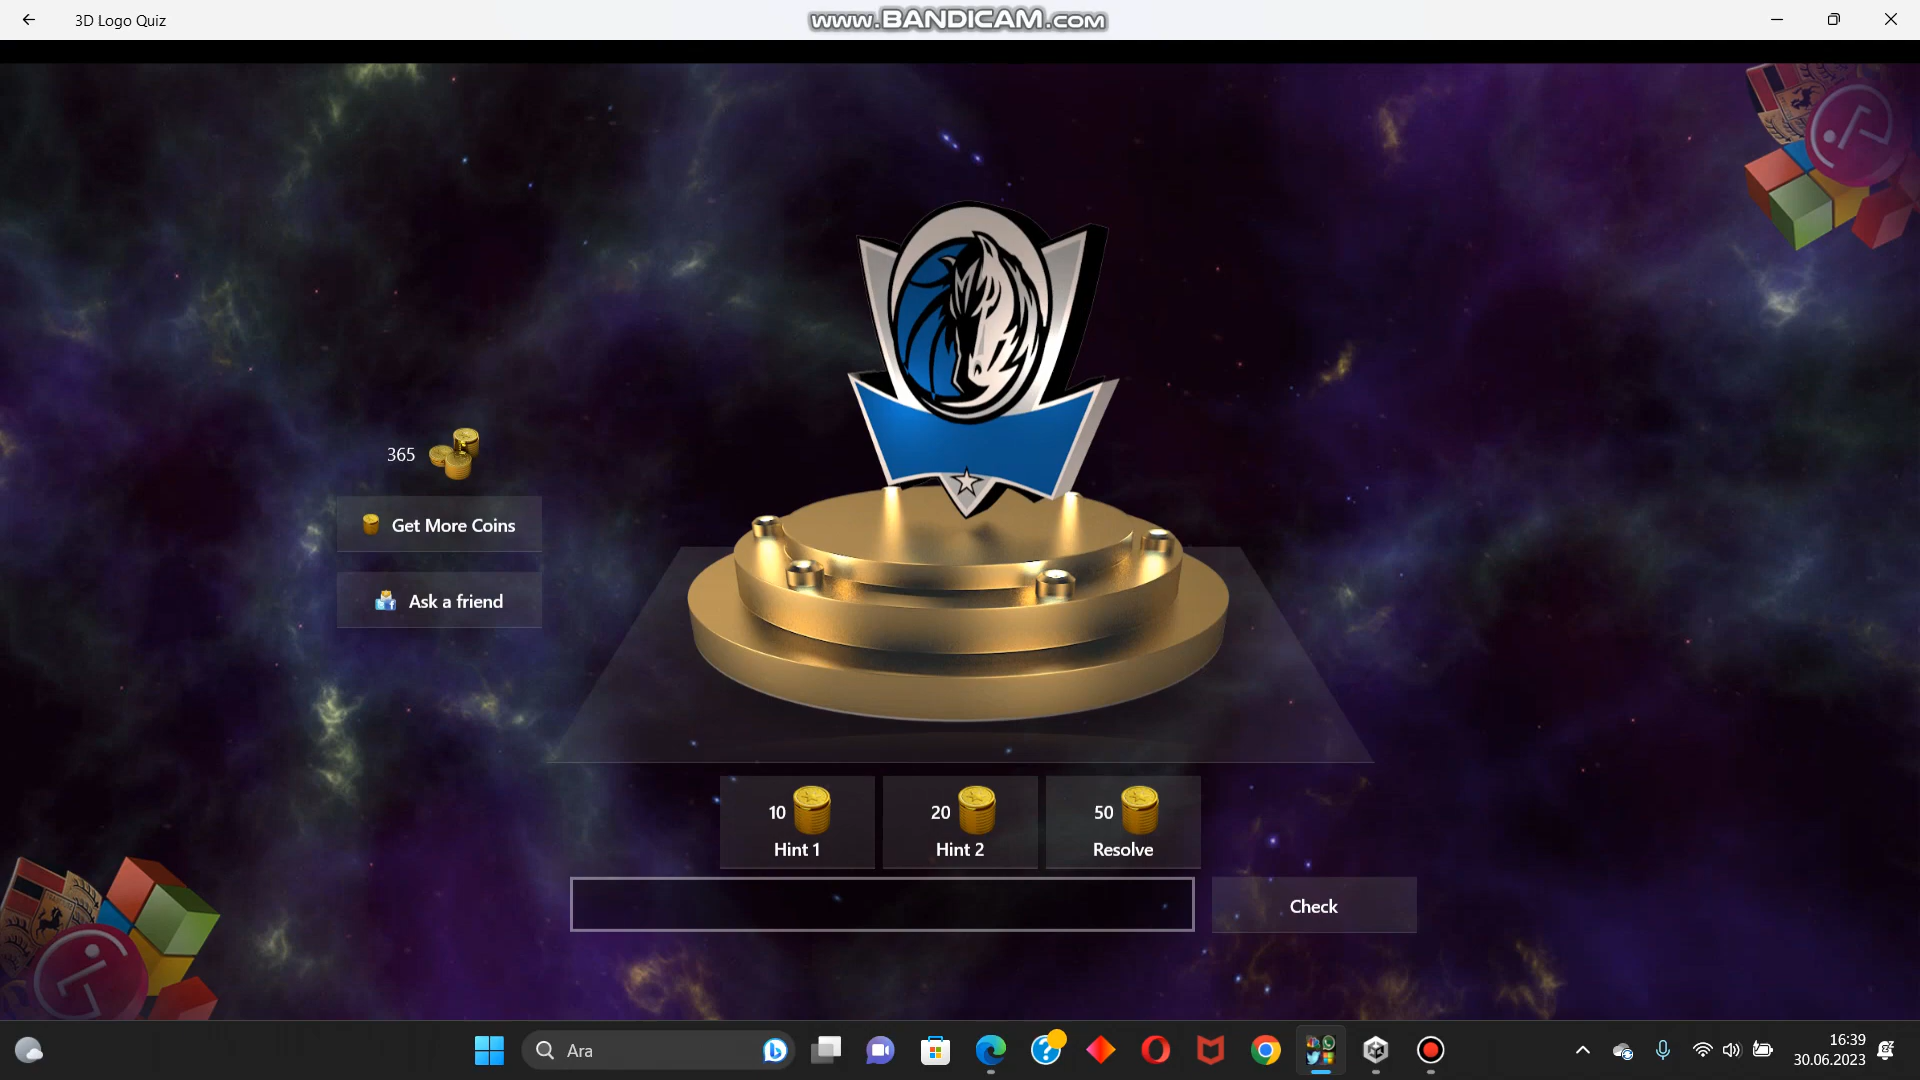 3D Logo Quiz
www.BANDICAM.com
365
Get More Coins
Ask a friend
10
Hint 1
20
Hint 2
50
Resolve
Check
Ara
16:39
30.06.2023